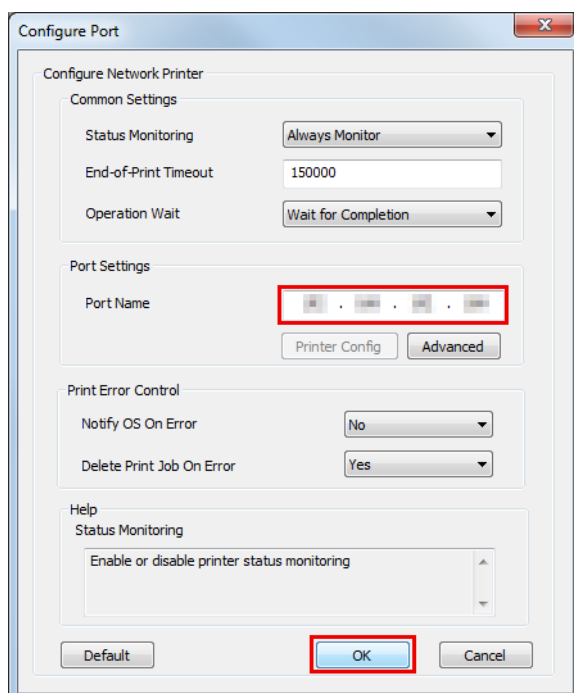 Configure Port
Configure Network Printer
Common Settings
Status Monitoring Always Monitor
End-of-Print Timeout 150000
Operation Wait Wait for Completion
Port Settings
Port Name . . .
Printer Config Advanced
Print Error Control
Notify OS On Error No
Delete Print Job On Error Yes
Help
Status Monitoring
Enable or disable printer status monitoring
Default OK Cancel